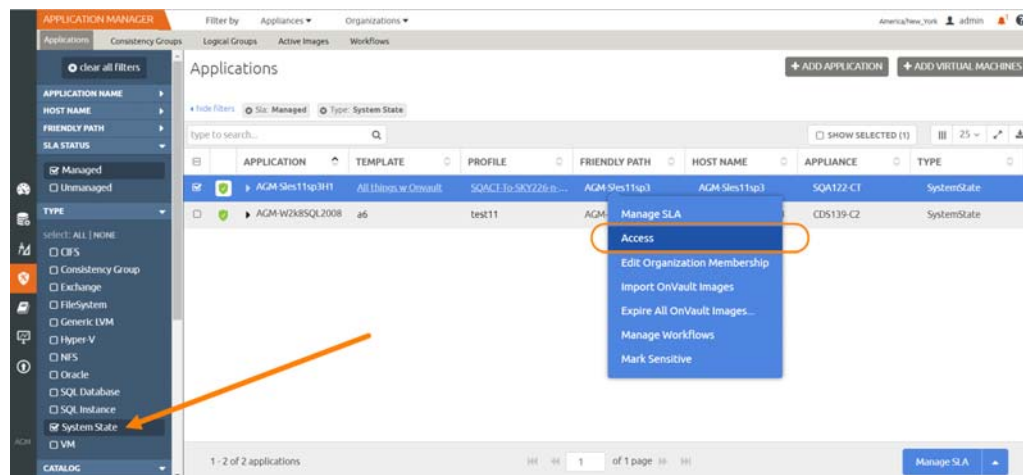 APPLICATION MANAGER
Filter by Appliances Organizations
America/New_York admin
Applications Consistency Groups Logical Groups Active Images Workflows
clear all filters
Applications
+ ADD APPLICATION + ADD VIRTUAL MACHINES
APPLICATION NAME
HOST NAME
FRIENDLY PATH
SLA STATUS
Managed
Unmanaged
TYPE
select: ALL | NONE
CIFS
Consistency Group
Exchange
FileSystem
Generic LVM
Hyper-V
NFS
Oracle
SQL Database
SQL Instance
System State
VM
CATALOG
AGM
hide filters Sla: Managed Type: System State
type to search... SHOW SELECTED (1) 25
APPLICATION TEMPLATE PROFILE FRIENDLY PATH HOST NAME APPLIANCE TYPE
AGM-Sles11sp3H1 All things w Onvault SQACT-To-SKY226-n-... AGM-Sles11sp3 AGM-Sles11sp3 SQA122-CT SystemState
AGM-W2k8SQL2008 a6 test11 AGM- CDS139-C2 SystemState
Manage SLA
Access
Edit Organization Membership
Import OnVault Images
Expire All OnVault Images...
Manage Workflows
Mark Sensitive
1 - 2 of 2 applications 1 of 1 page Manage SLA